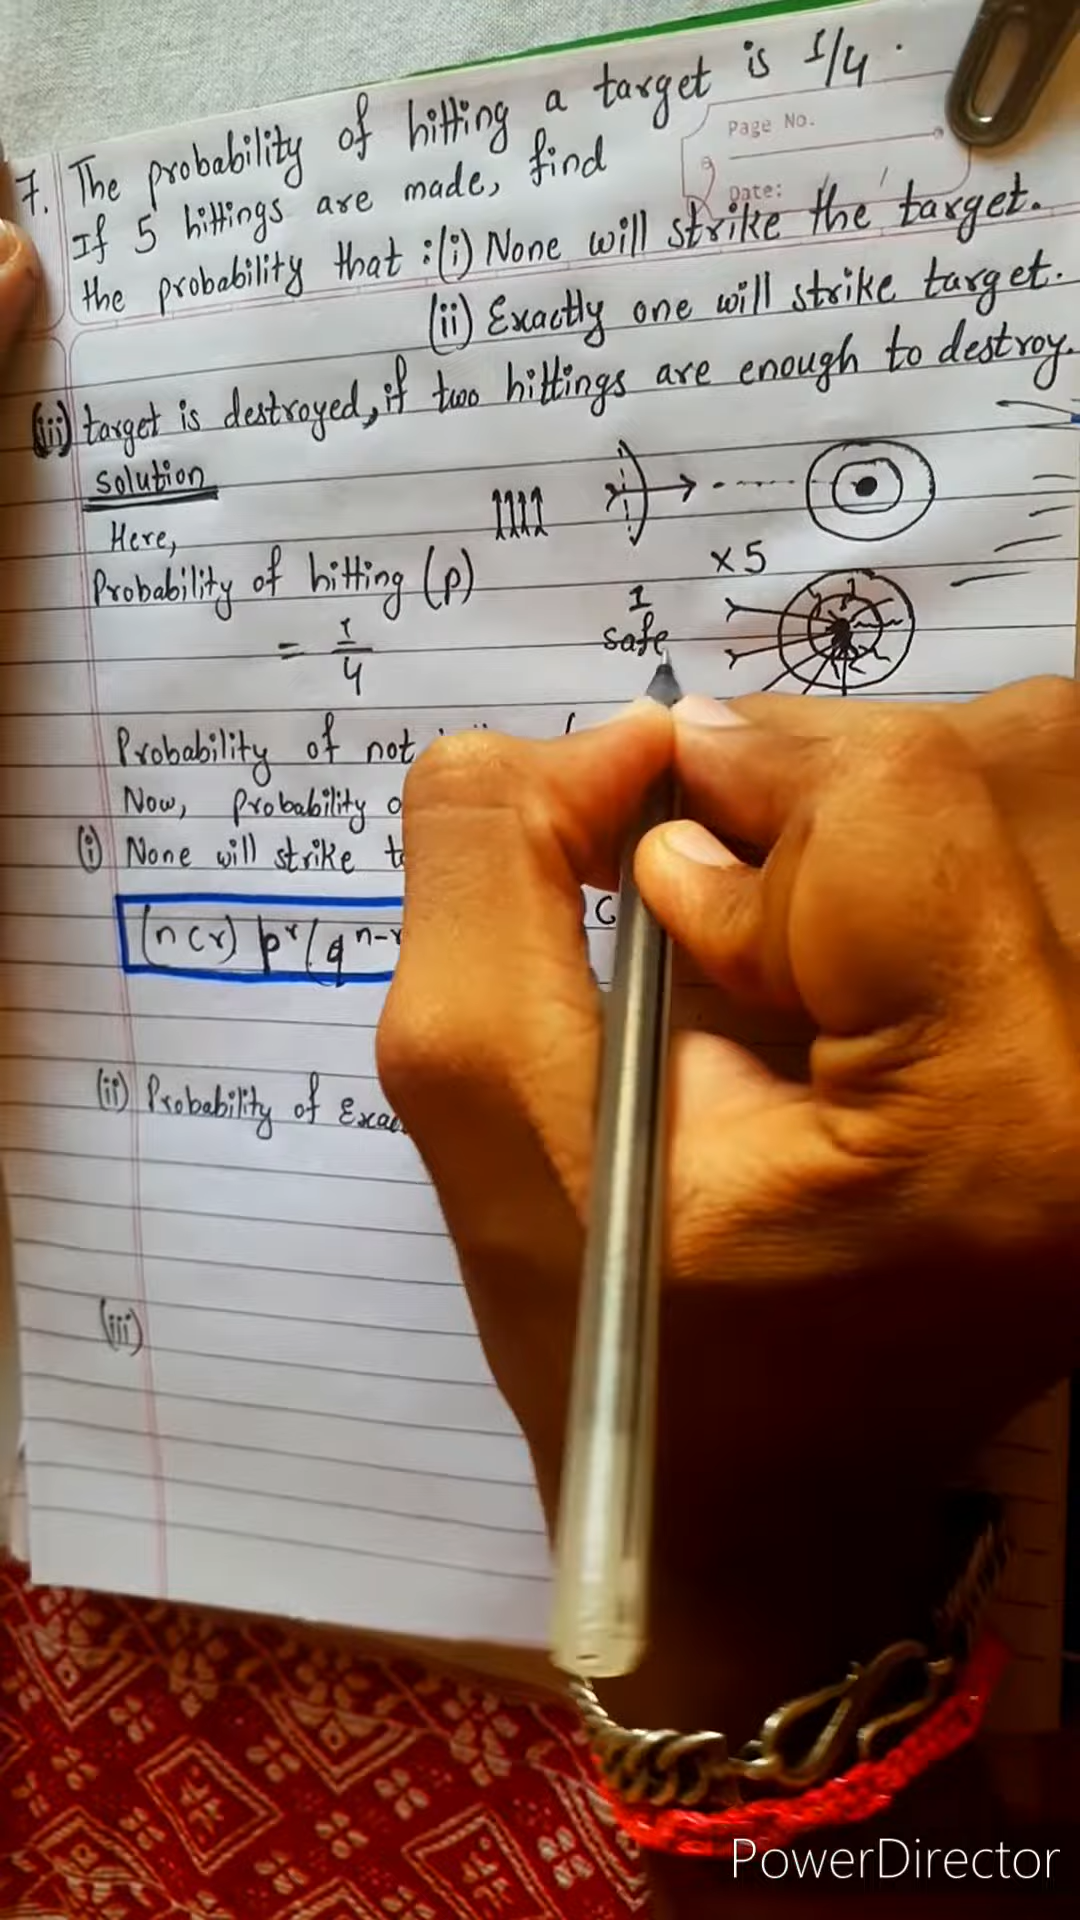 7. The probability of hitting a target is 1/4.
Page No.
If 5 hittings are made, find
Date:
the probability that :(i) None will strike the target.
(ii) Exactly one will strike target.
(iii) target is destroyed, if two hittings are enough to destroy.
Solution
Here,
Probability of hitting (p)
= 1/4
×5
1
safe
Probability of not
Now, probability
(i) None will strike
(nCr) p^r (q^n-r
C
(ii) Probability of Exac
(iii)
PowerDirector